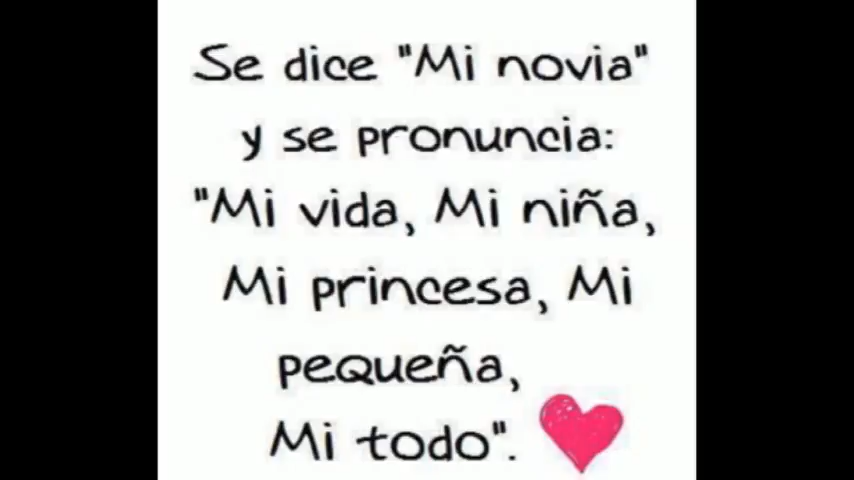 Se dice "Mi novia"
y se pronuncia:
"Mi vida, Mi niña,
Mi princesa, Mi
pequeña,
Mi todo".